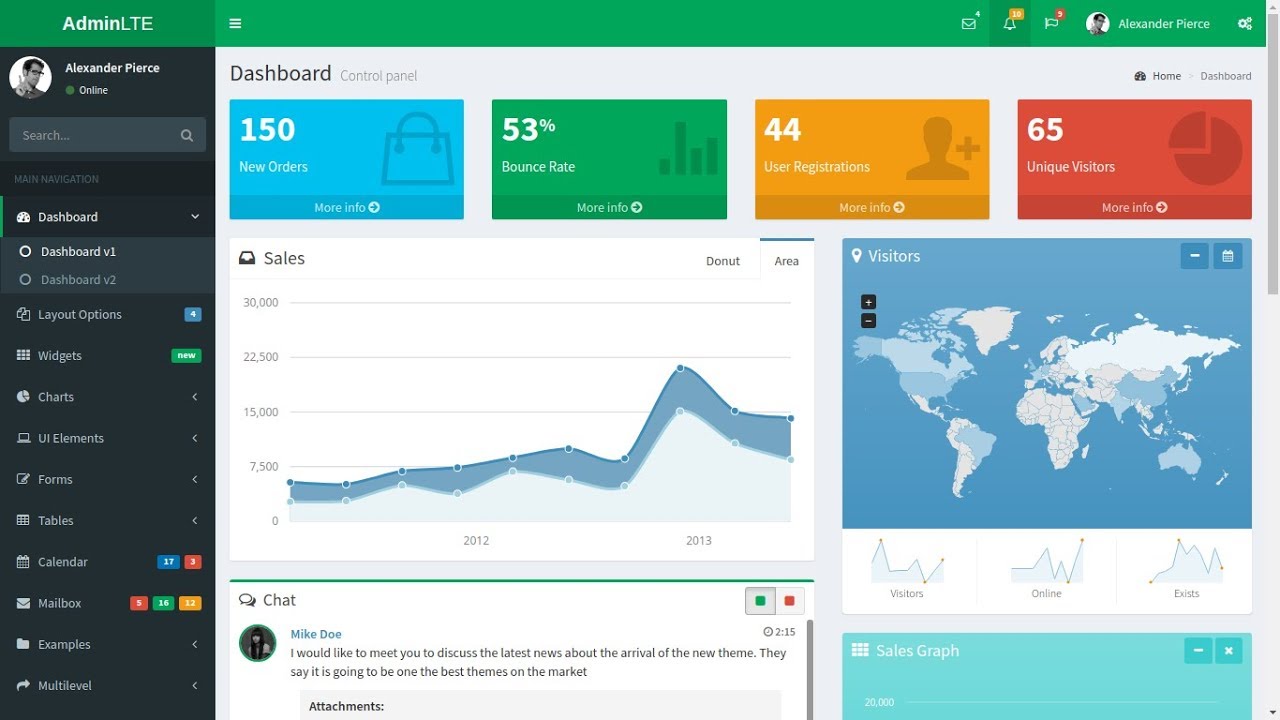 AdminLTE
4
10
9
Alexander Pierce
Alexander Pierce
Online
Search...
MAIN NAVIGATION
Dashboard
Dashboard v1
Dashboard v2
Layout Options 4
Widgets new
Charts
UI Elements
Forms
Tables
Calendar 17 3
Mailbox 5 16 12
Examples
Multilevel
Dashboard Control panel
Home > Dashboard
150
New Orders
More info
53%
Bounce Rate
More info
44
User Registrations
More info
65
Unique Visitors
More info
Sales
Donut Area
30,000
22,500
15,000
7,500
0
2012 2013
Visitors
+
−
Visitors Online Exists
Chat
Mike Doe 2:15
I would like to meet you to discuss the latest news about the arrival of the new theme. They
say it is going to be one the best themes on the market
Attachments:
Sales Graph
20,000